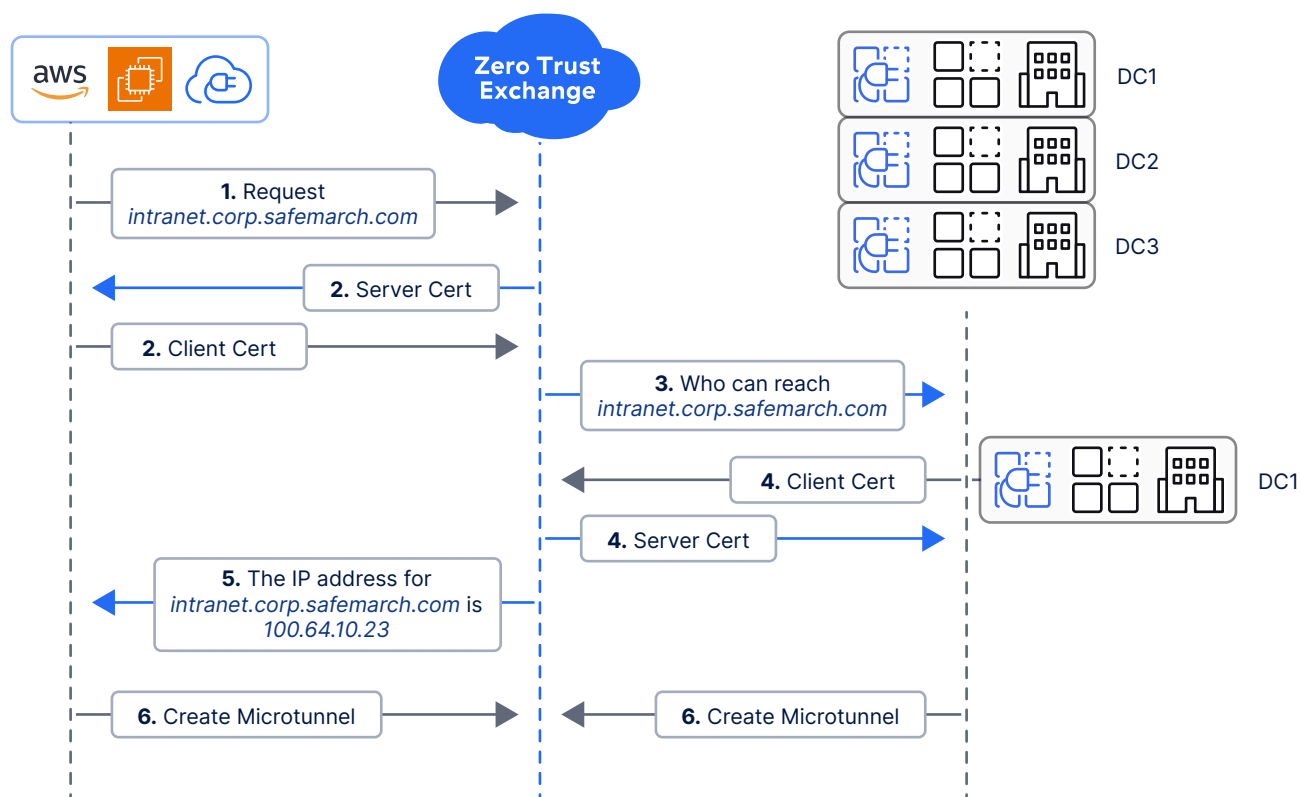 aws
Zero Trust
Exchange
DC1
DC2
DC3
1. Request
intranet.corp.safemarch.com
2. Server Cert
2. Client Cert
3. Who can reach
intranet.corp.safemarch.com
4. Client Cert
DC1
4. Server Cert
5. The IP address for
intranet.corp.safemarch.com is
100.64.10.23
6. Create Microtunnel
6. Create Microtunnel